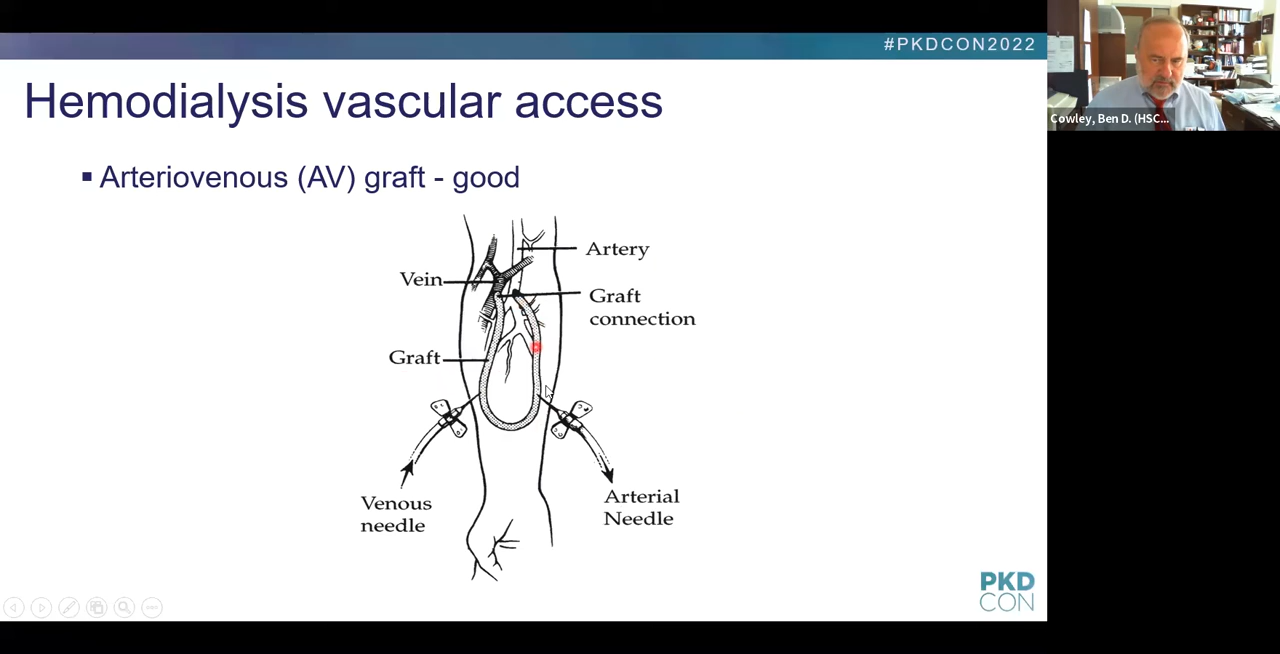 #PKDCON2022
Hemodialysis vascular access
▪ Arteriovenous (AV) graft - good
Artery
Vein
Graft
connection
Graft
Venous
needle
Arterial
Needle
PKD
CON
Cowley, Ben D. (HSC...